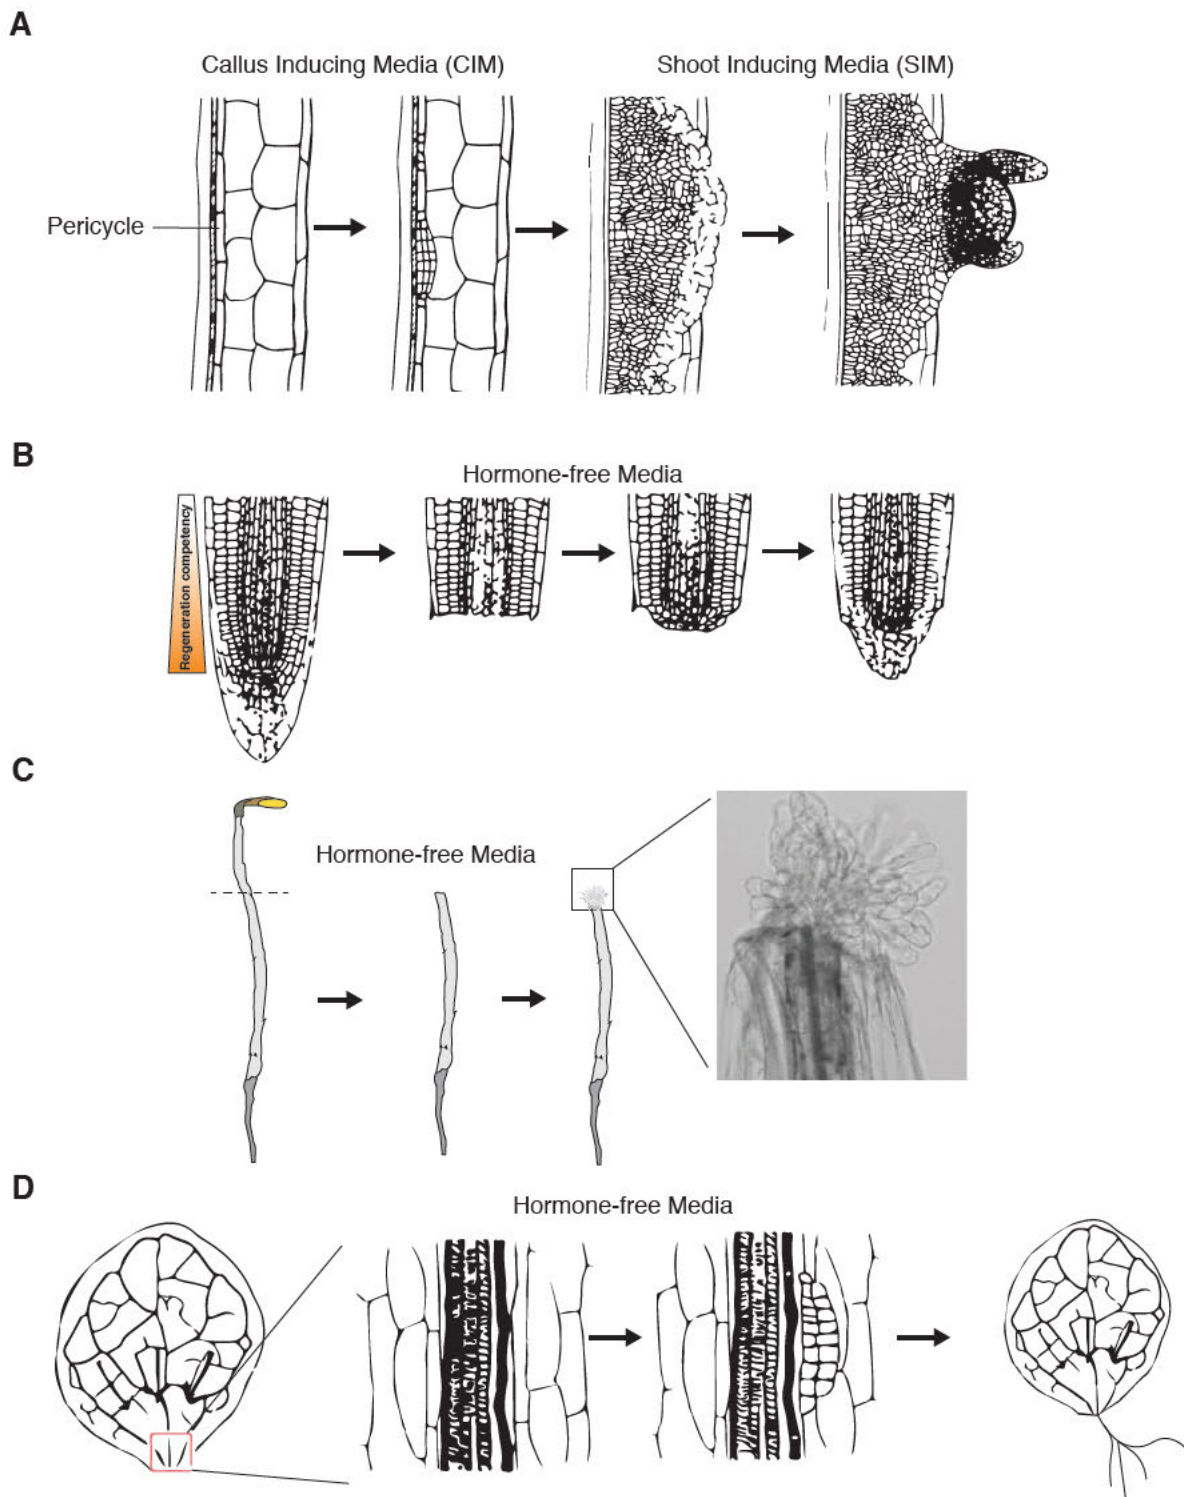 A
Callus Inducing Media (CIM)
Shoot Inducing Media (SIM)
Pericycle
B
Hormone-free Media
Regeneration competency
C
Hormone-free Media
D
Hormone-free Media